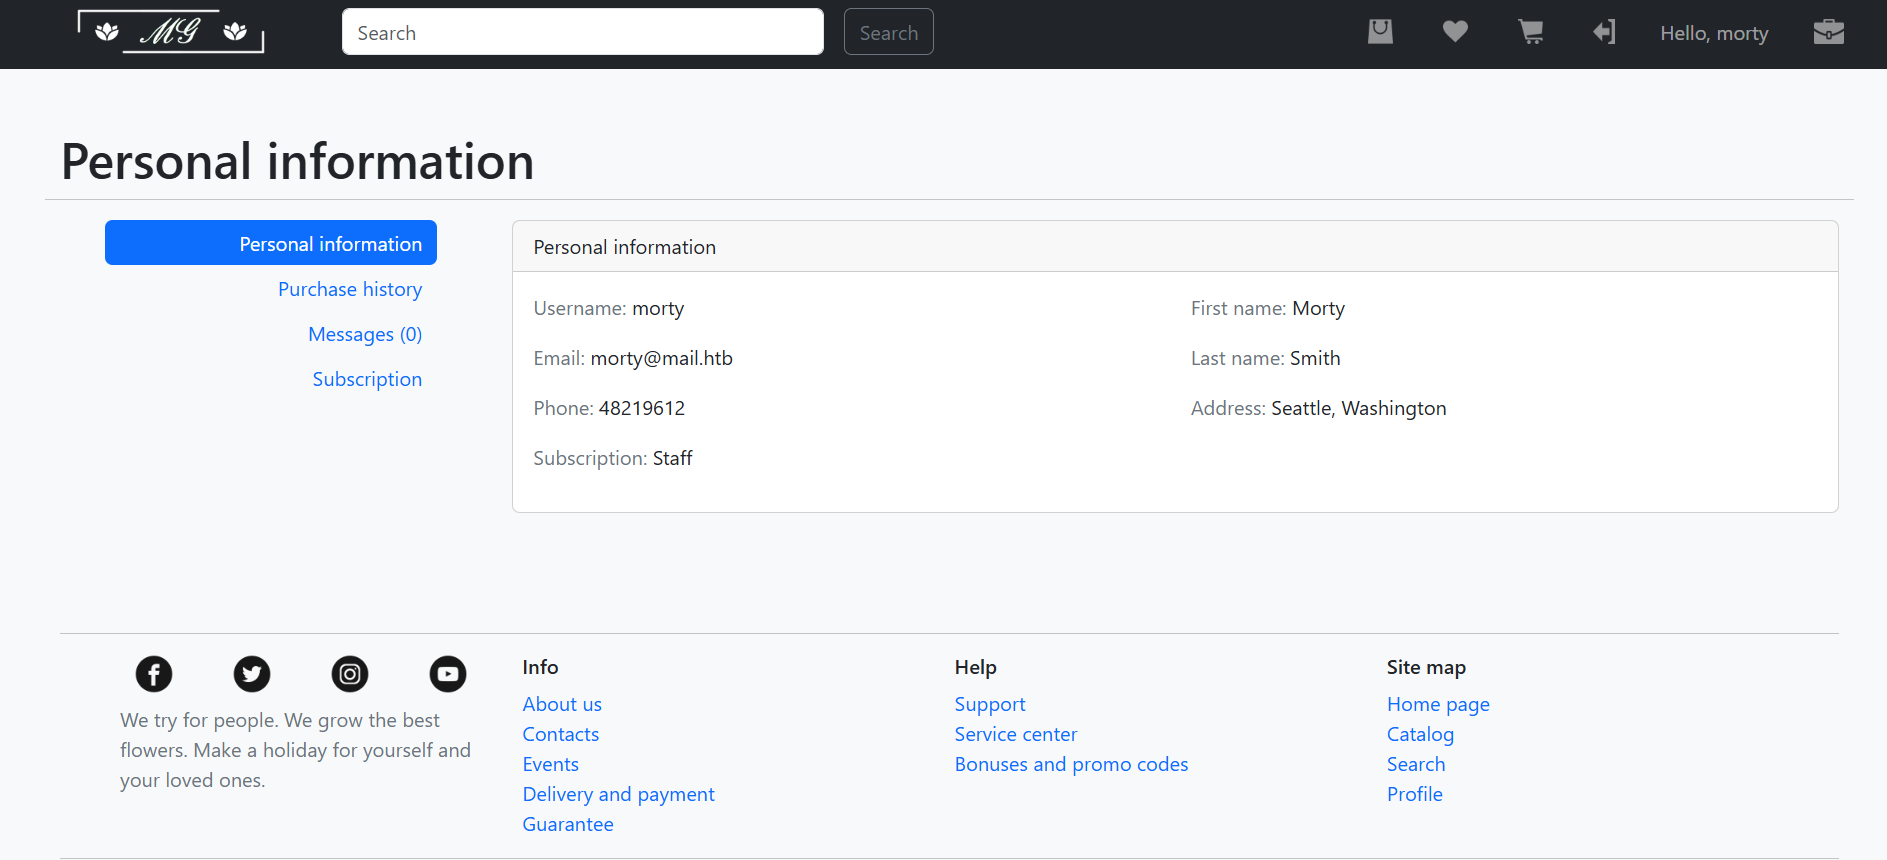 MG
Search
Search
Hello, morty
Personal information
Personal information
Purchase history
Messages (0)
Subscription
Personal information
Username: morty
First name: Morty
Email: morty@mail.htb
Last name: Smith
Phone: 48219612
Address: Seattle, Washington
Subscription: Staff
We try for people. We grow the best
flowers. Make a holiday for yourself and
your loved ones.
Info
About us
Contacts
Events
Delivery and payment
Guarantee
Help
Support
Service center
Bonuses and promo codes
Site map
Home page
Catalog
Search
Profile